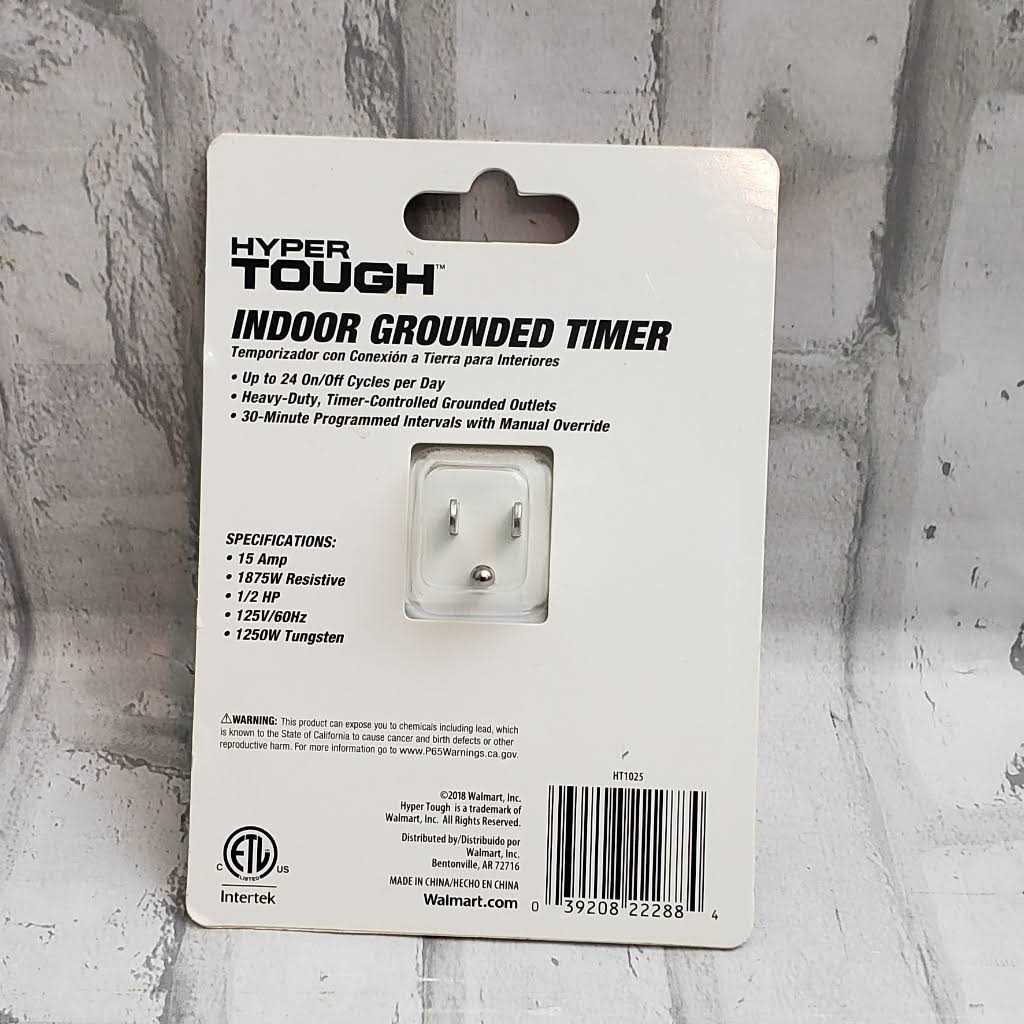 HYPER
TOUGH™
INDOOR GROUNDED TIMER
Temporizador con Conexión a Tierra para Interiores
• Up to 24 On/Off Cycles per Day
• Heavy-Duty, Timer-Controlled Grounded Outlets
• 30-Minute Programmed Intervals with Manual Override
SPECIFICATIONS:
• 15 Amp
• 1875W Resistive
• 1/2 HP
• 125V/60Hz
• 1250W Tungsten
⚠WARNING: This product can expose you to chemicals including lead, which
is known to the State of California to cause cancer and birth defects or other
reproductive harm. For more information go to www.P65Warnings.ca.gov.
©2018 Walmart, Inc.
Hyper Tough is a trademark of
Walmart, Inc. All Rights Reserved.
Distributed by/Distribuido por
Walmart, Inc.
Bentonville, AR 72716
MADE IN CHINA/HECHO EN CHINA
Walmart.com
C ETL US
LISTED
Intertek
HT1025
0 39208 22288 4